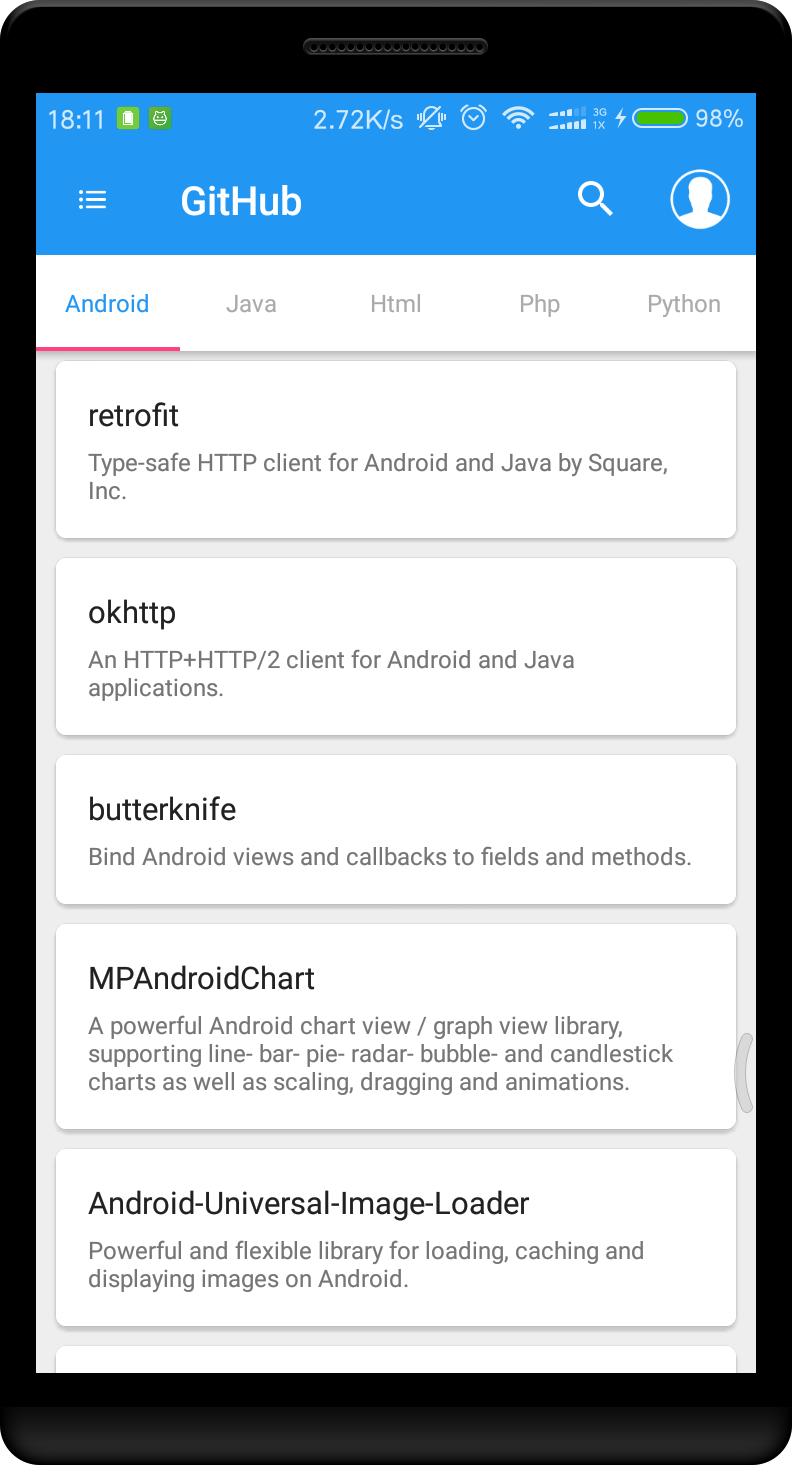 18:11 2.72K/s 3G 1X 98%
GitHub
Android Java Html Php Python
retrofit
Type-safe HTTP client for Android and Java by Square,
Inc.
okhttp
An HTTP+HTTP/2 client for Android and Java
applications.
butterknife
Bind Android views and callbacks to fields and methods.
MPAndroidChart
A powerful Android chart view / graph view library,
supporting line- bar- pie- radar- bubble- and candlestick
charts as well as scaling, dragging and animations.
Android-Universal-Image-Loader
Powerful and flexible library for loading, caching and
displaying images on Android.